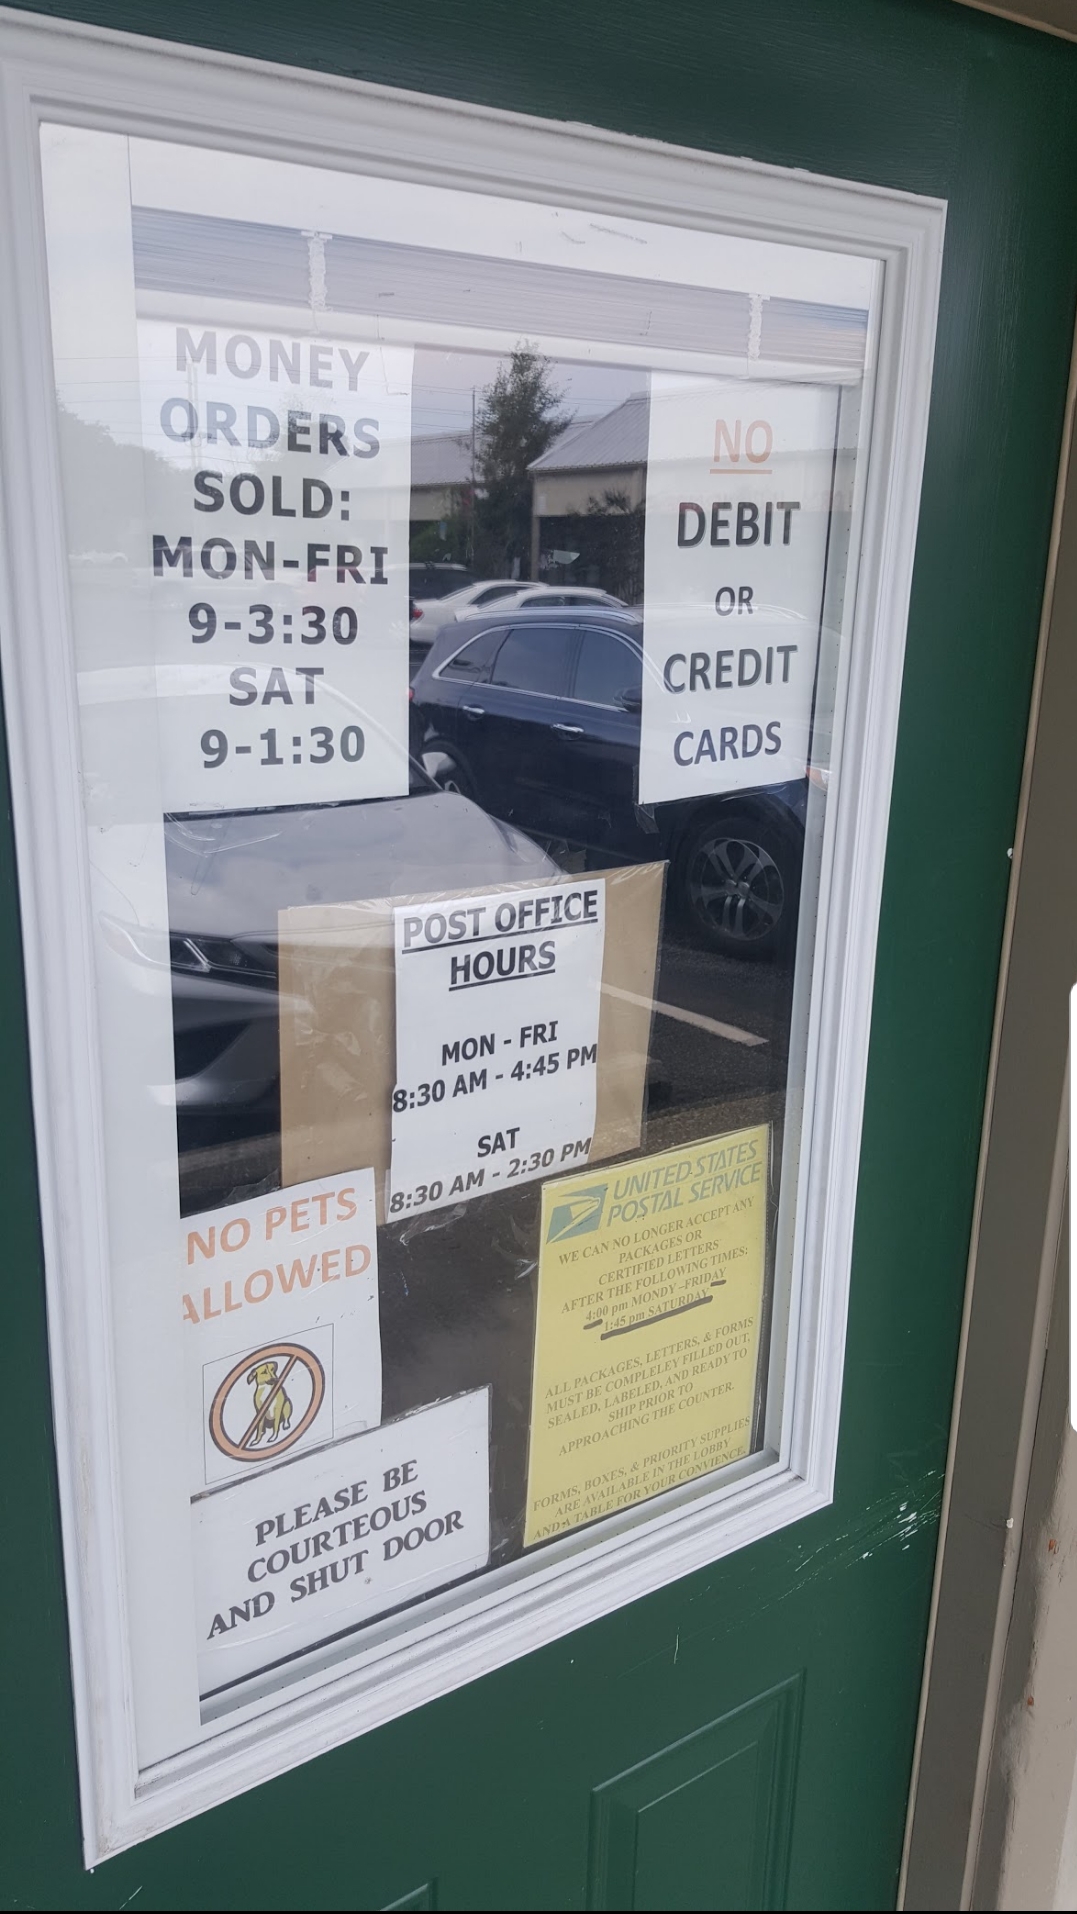 MONEY
ORDERS
SOLD:
MON-FRI
9-3:30
SAT
9-1:30
NO
DEBIT
OR
CREDIT
CARDS
POST OFFICE
HOURS
MON - FRI
8:30 AM - 4:45 PM
SAT
8:30 AM - 2:30 PM
NO PETS
ALLOWED
PLEASE BE
COURTEOUS
AND SHUT DOOR
UNITED STATES
POSTAL SERVICE
WE CAN NO LONGER ACCEPT ANY
PACKAGES OR
CERTIFIED LETTERS
AFTER THE FOLLOWING TIMES:
4:00 pm MONDY -FRIDAY
1:45 pm SATURDAY
ALL PACKAGES, LETTERS, & FORMS
MUST BE COMPLELEY FILLED OUT,
SEALED, LABELED, AND READY TO
SHIP PRIOR TO
APPROACHING THE COUNTER.
FORMS, BOXES, & PRIORITY SUPPLIES
ARE AVAILABLE IN THE LOBBY
AND A TABLE FOR YOUR CONVIENCE.